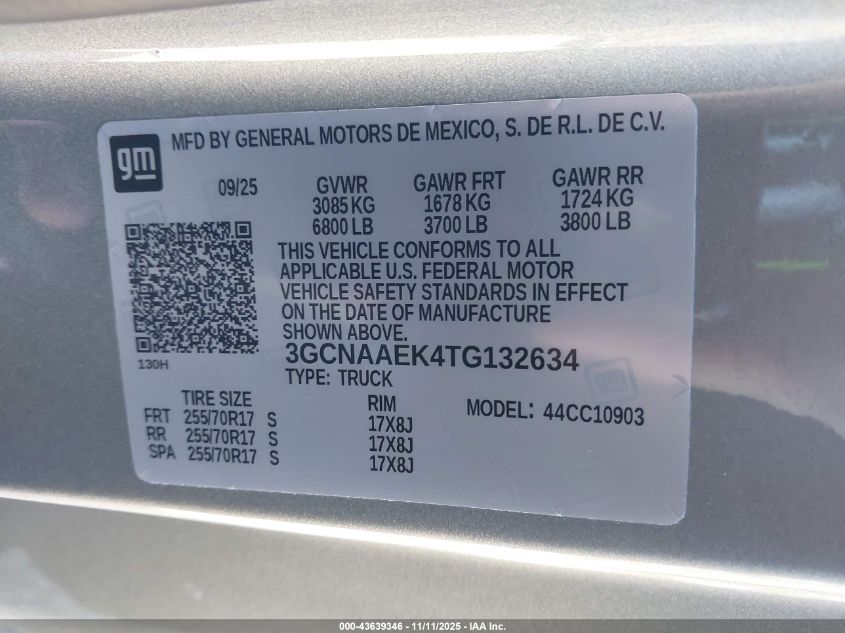 gm
MFD BY GENERAL MOTORS DE MEXICO, S. DE R.L. DE C.V.
09/25 GVWR GAWR FRT GAWR RR
3085 KG 1678 KG 1724 KG
6800 LB 3700 LB 3800 LB
THIS VEHICLE CONFORMS TO ALL
APPLICABLE U.S. FEDERAL MOTOR
VEHICLE SAFETY STANDARDS IN EFFECT
ON THE DATE OF MANUFACTURE
SHOWN ABOVE.
130H
3GCNAAEK4TG132634
TYPE: TRUCK
TIRE SIZE RIM MODEL: 44CC10903
FRT 255/70R17 S 17X8J
RR 255/70R17 S 17X8J
SPA 255/70R17 S 17X8J
000-43639346 - 11/11/2025 - IAA Inc.